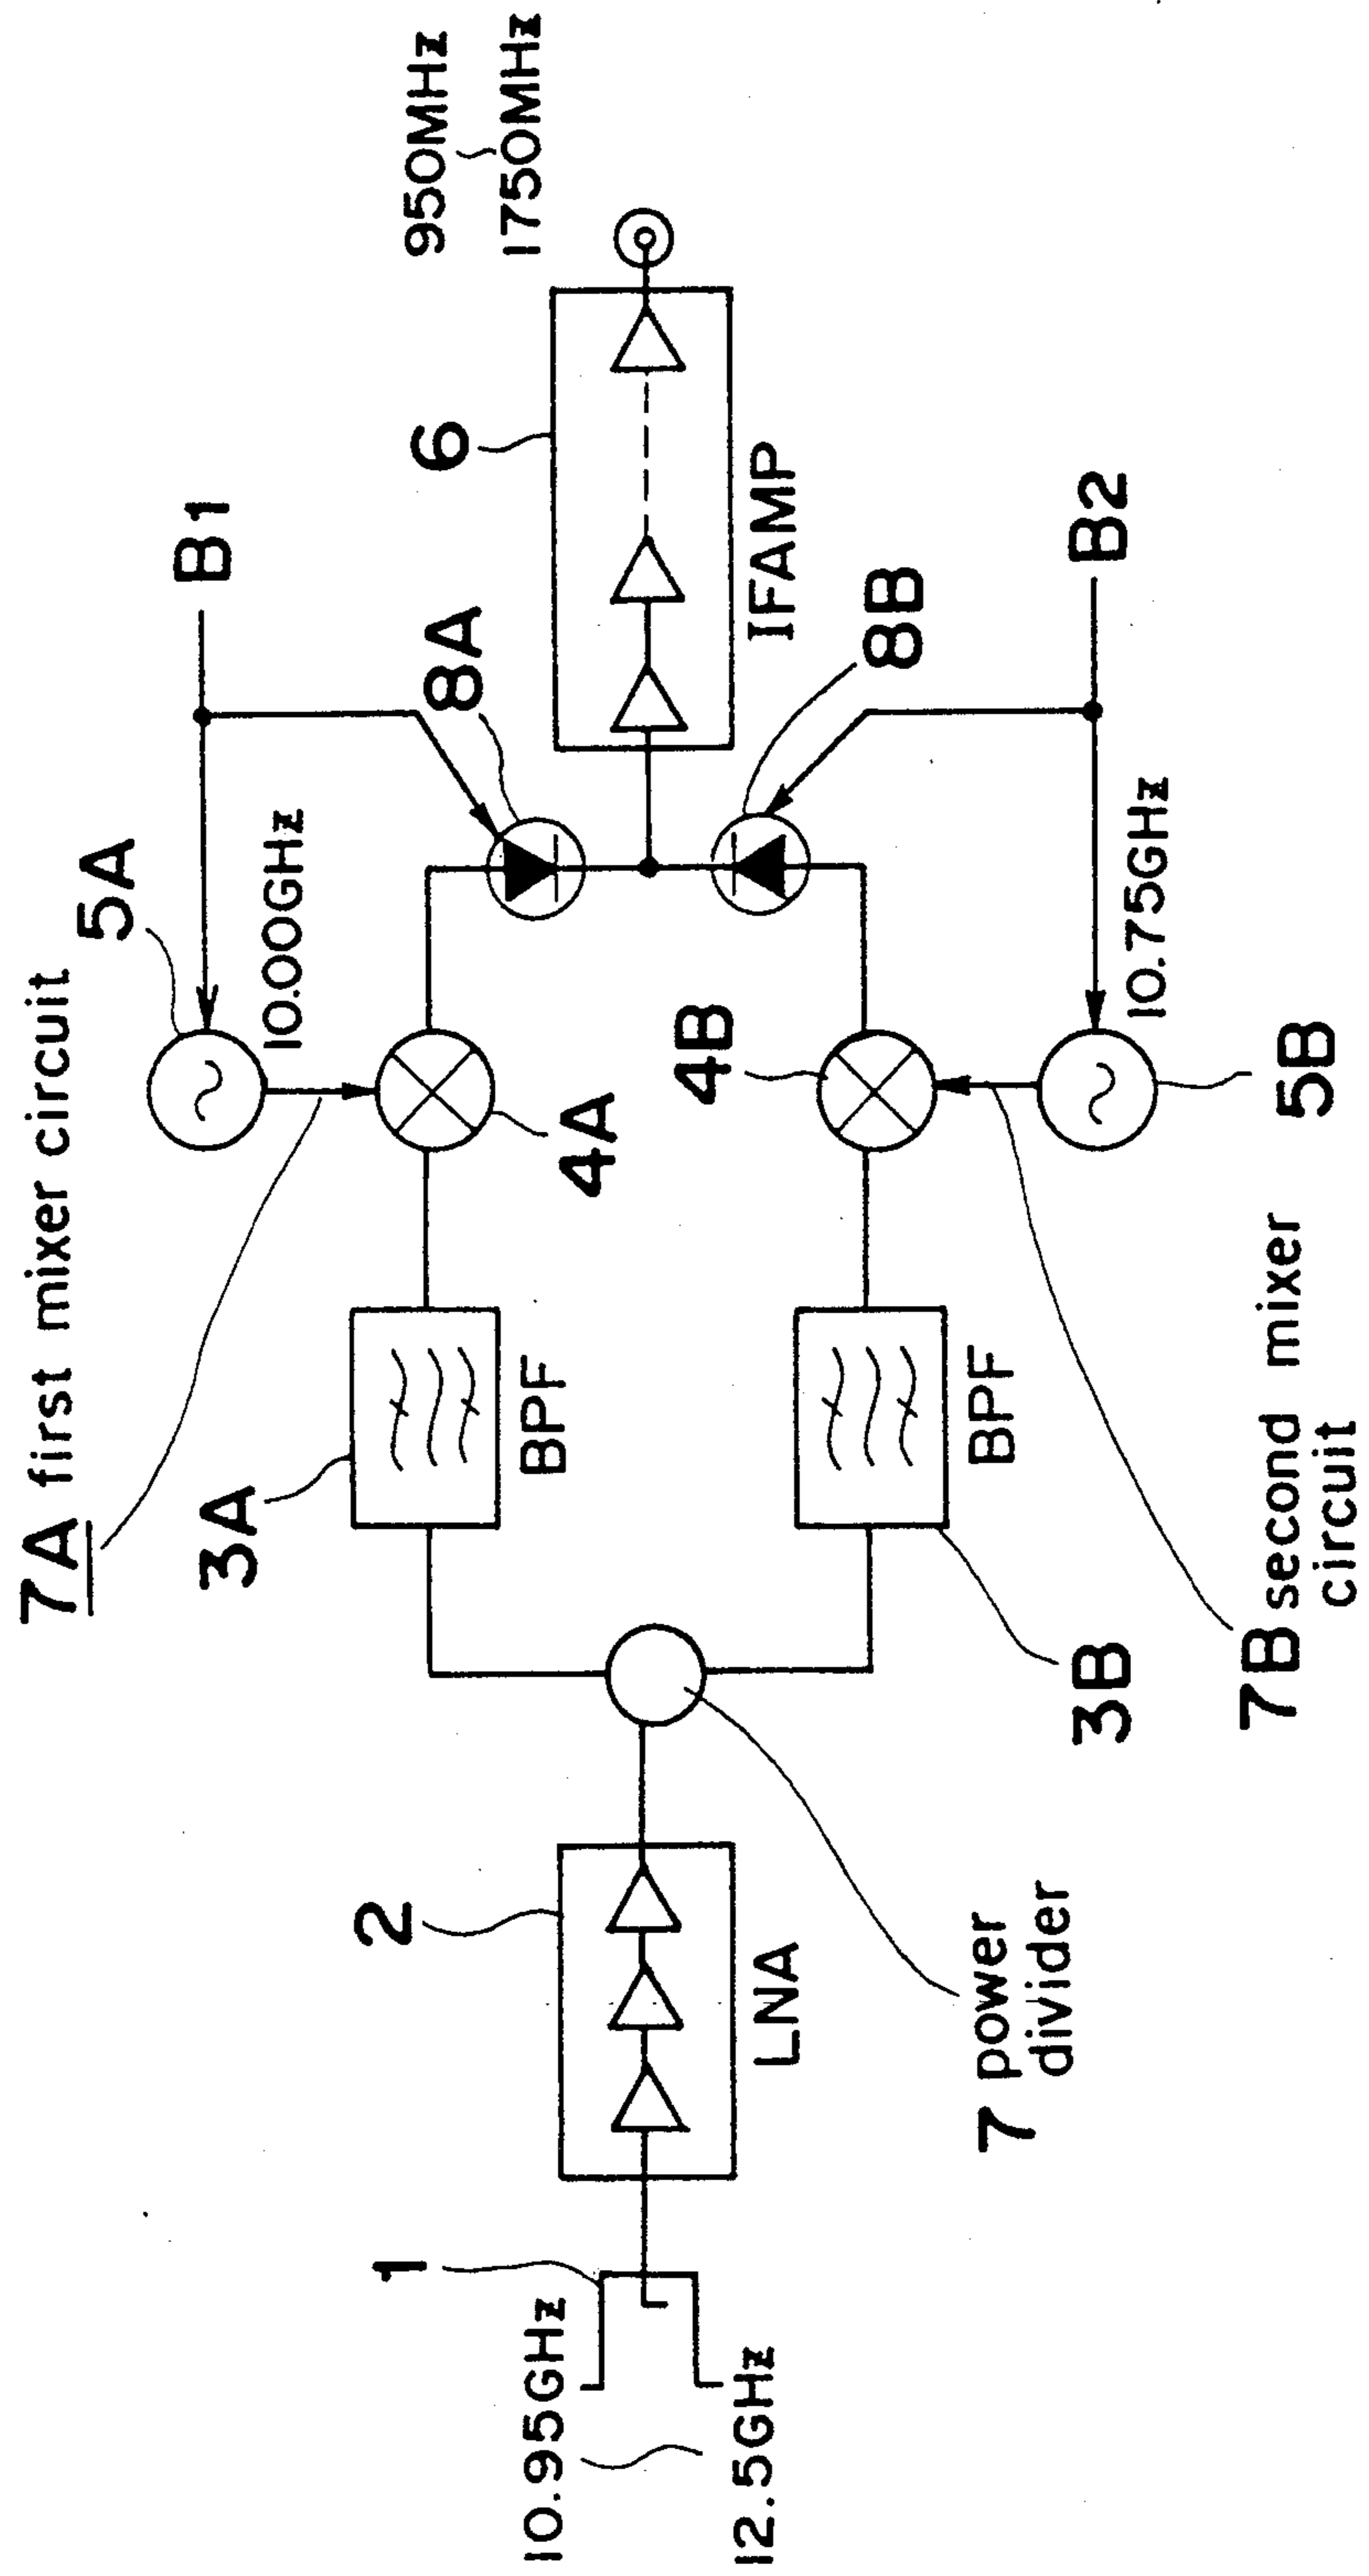 7A first mixer circuit
5A
B1
10.00GHz
950MHz
1750MHz
3A
4A
8A
6
BPF
2
1
10.95GHz
12.5GHz
LNA
IFAMP
4B
8B
BPF
7 power
divider
3B
10.75GHz
B2
5B
7B second mixer
circuit